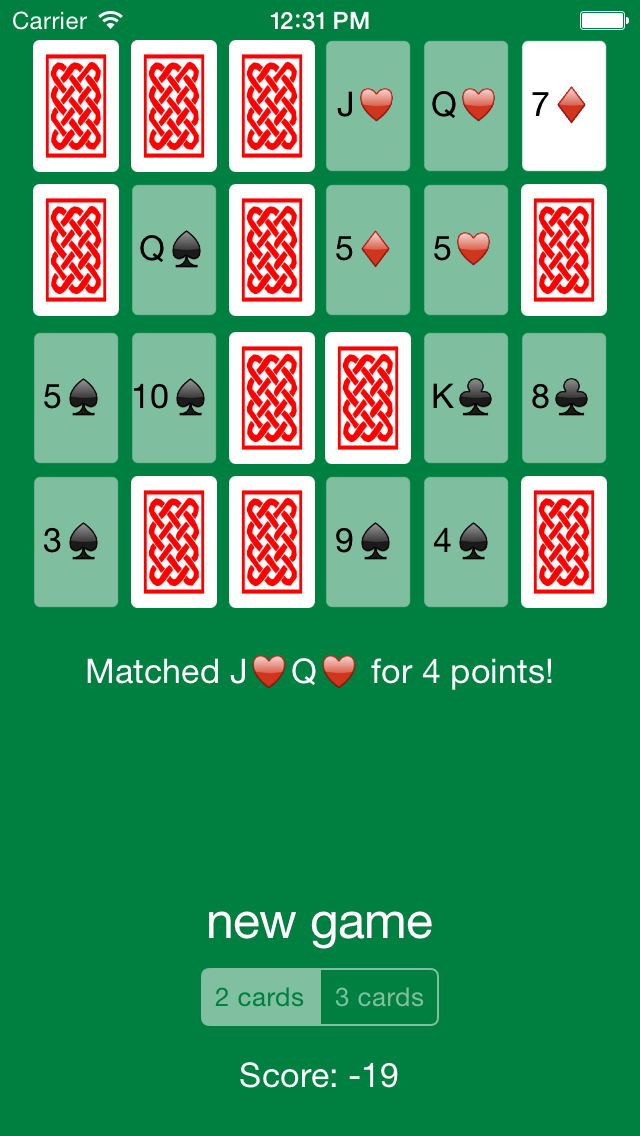 Carrier 12:31 PM
J♥ Q♥ 7♦
Q♠ 5♦ 5♥
5♠ 10♠ K♣ 8♣
3♠ 9♠ 4♠
Matched J♥Q♥ for 4 points!
new game
2 cards 3 cards
Score: -19